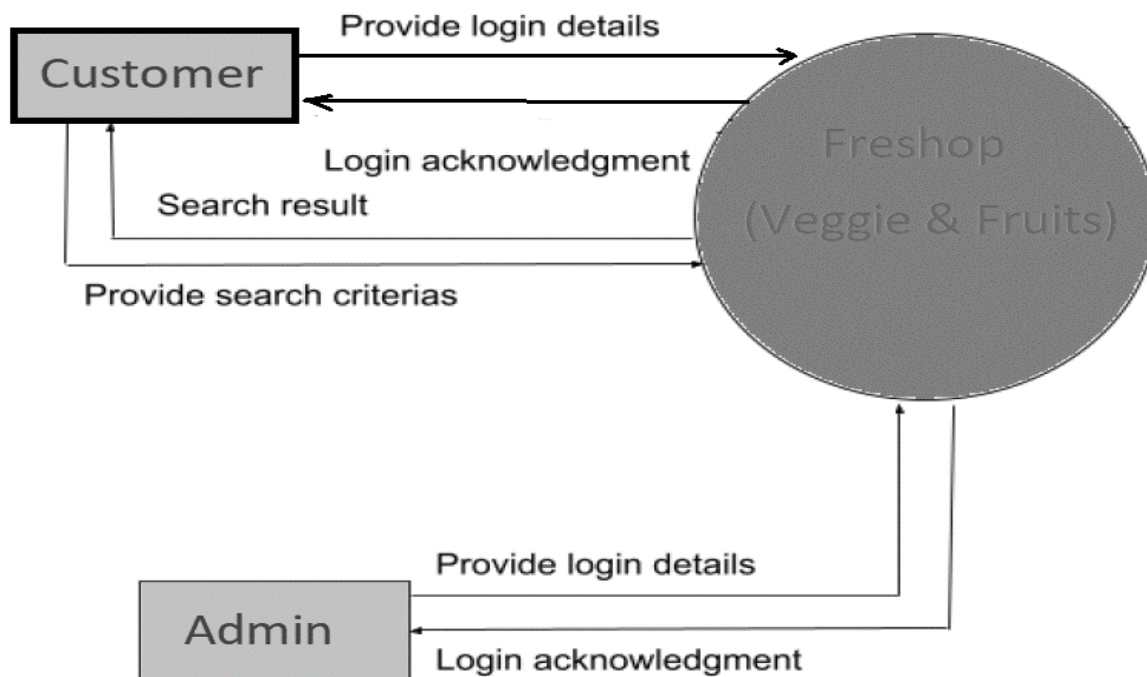 Provide login details
Customer
Login acknowledgment
Search result
Provide search criterias
Freshop
(Veggie & Fruits)
Provide login details
Admin
Login acknowledgment